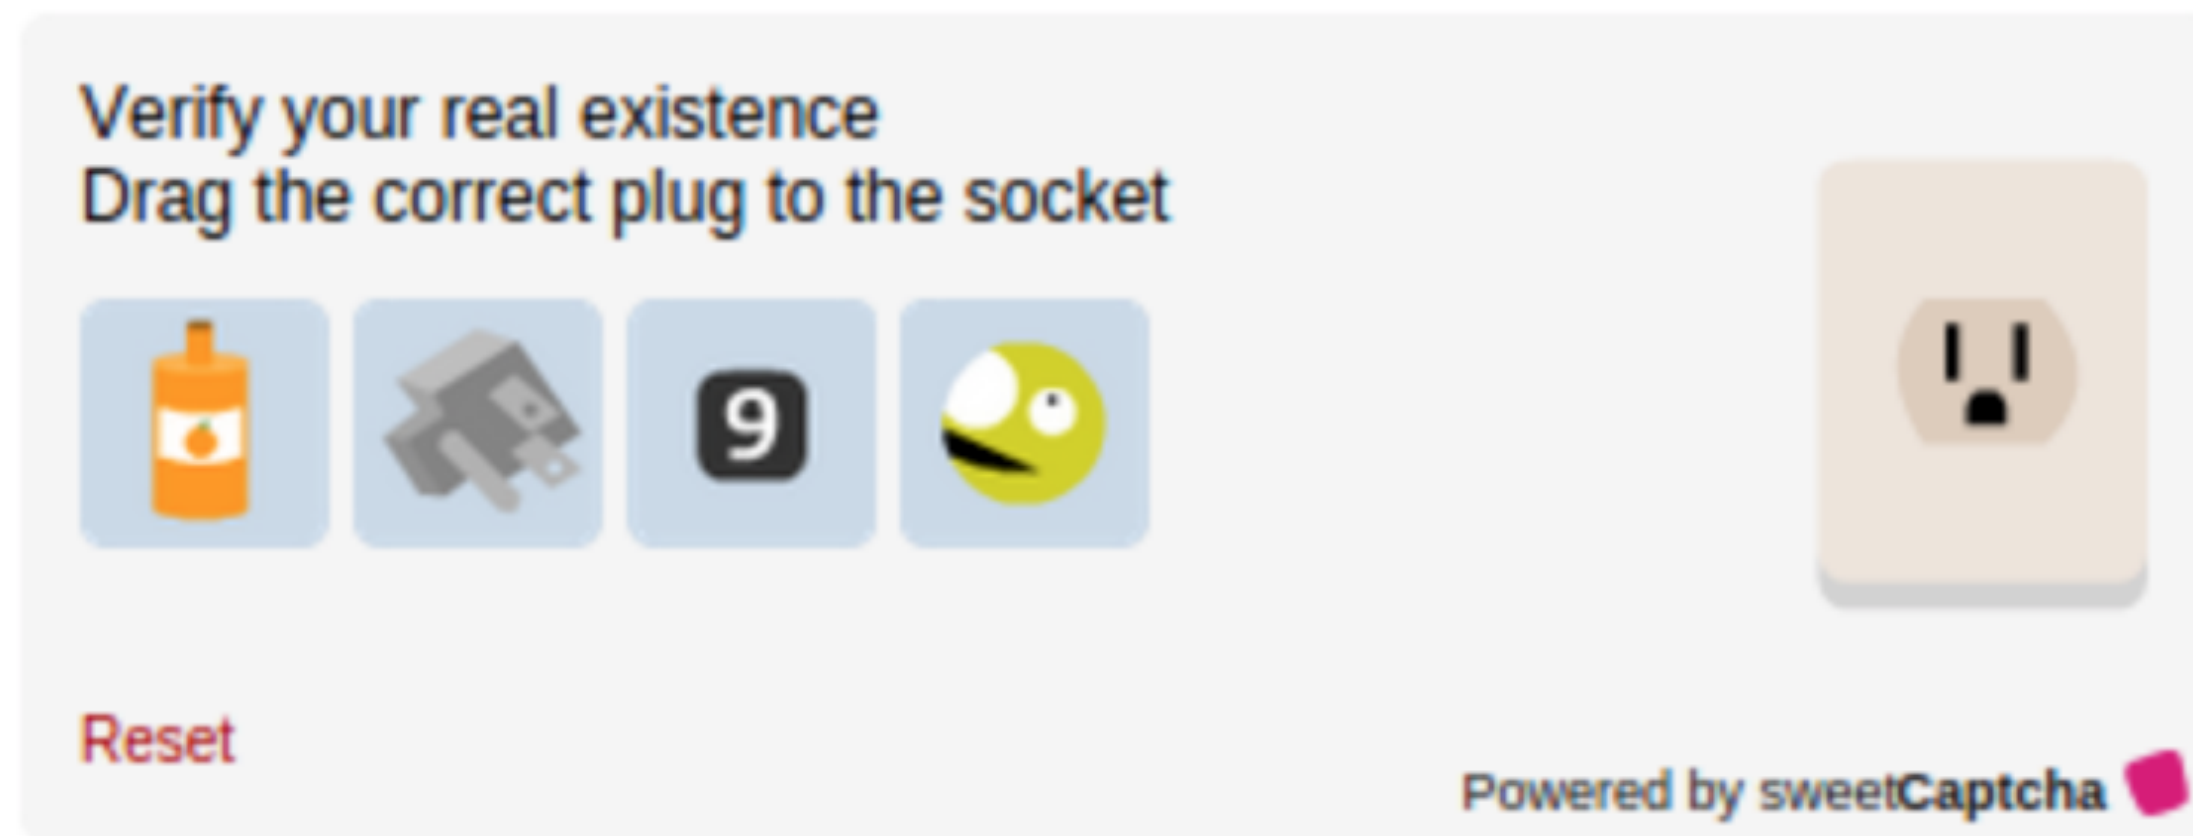 Verify your real existence
Drag the correct plug to the socket
9
Reset
Powered by sweetCaptcha